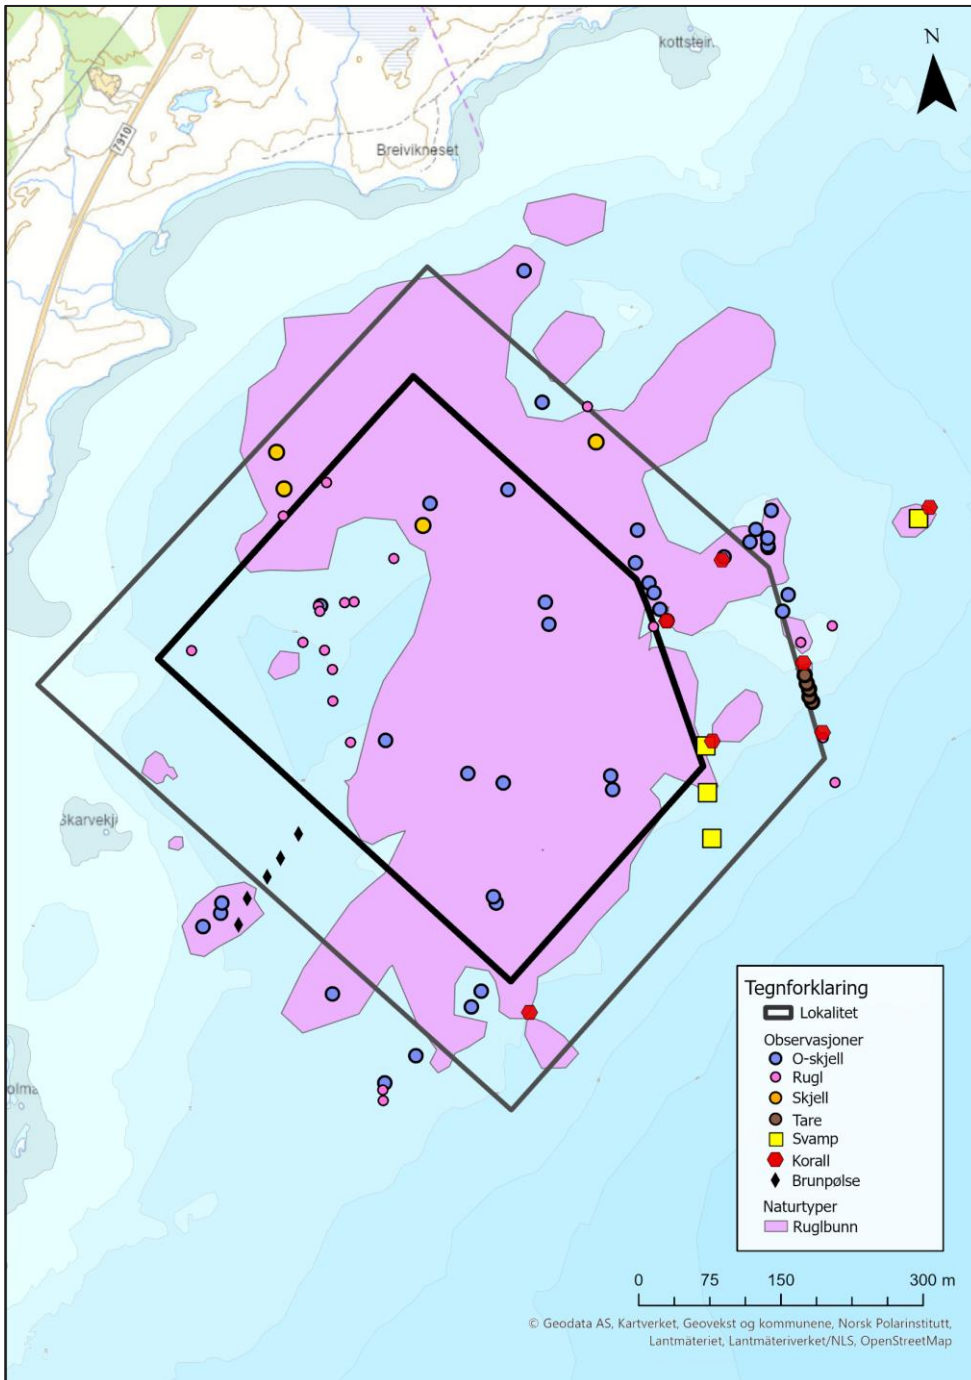 kottstein
N
7910
Breivikneset
Skarvekj
olma
Tegnforklaring
Lokalitet
Observasjoner
O-skjell
Rugl
Skjell
Tare
Svamp
Korall
Brunpølse
Naturtyper
Ruglbunn
0 75 150 300 m
© Geodata AS, Kartverket, Geovekst og kommunene, Norsk Polarinstitutt,
Lantmäteriet, Lantmäteriverket/NLS, OpenStreetMap